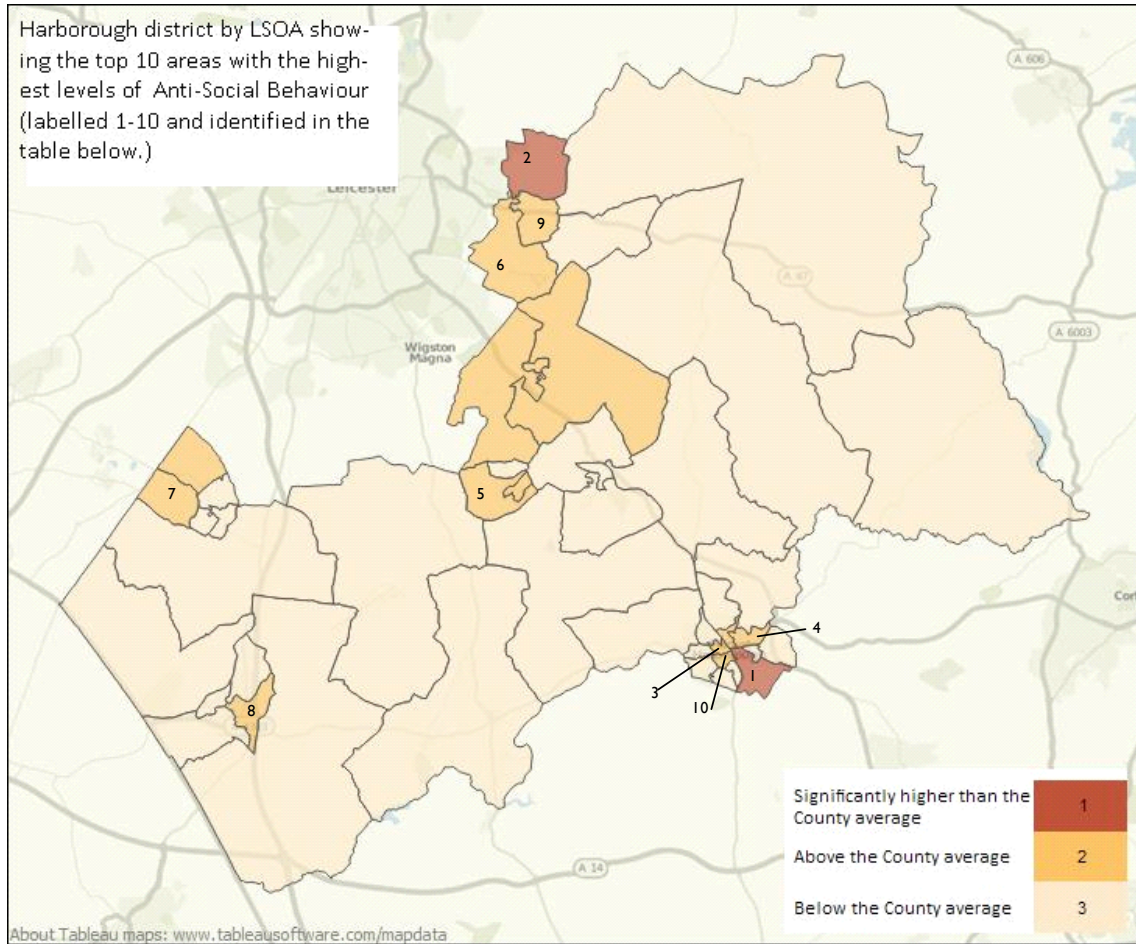 Harborough district by LSOA show-
ing the top 10 areas with the high-
est levels of Anti-Social Behaviour
(labelled 1-10 and identified in the
table below.)
A 606
2
Leicester
9
6
A 47
A 6003
Wigston
Magna
7
5
Cor
4
3
1
10
8
A 14
Significantly higher than the
County average
1
Above the County average
2
Below the County average
3
About Tableau maps: www.tableausoftware.com/mapdata